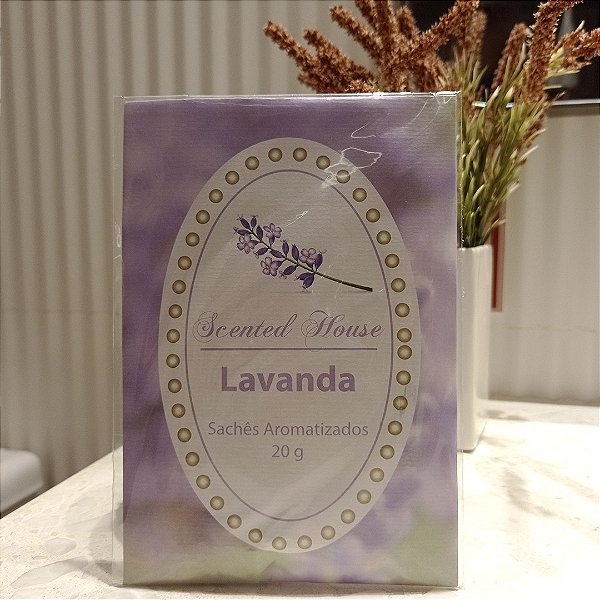 Scented House
Lavanda
Sachês Aromatizados
20 g